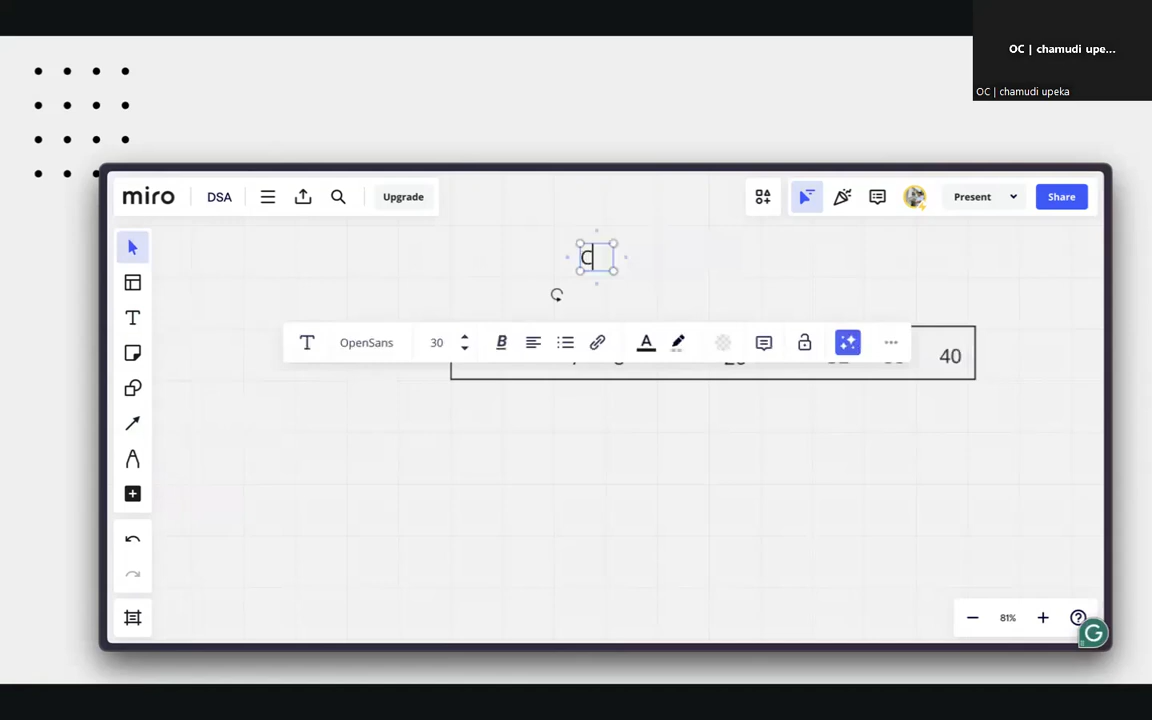 OC | chamudi upe...
OC | chamudi upeka
miro DSA Upgrade Present Share
C
OpenSans 30 B A
40
81%